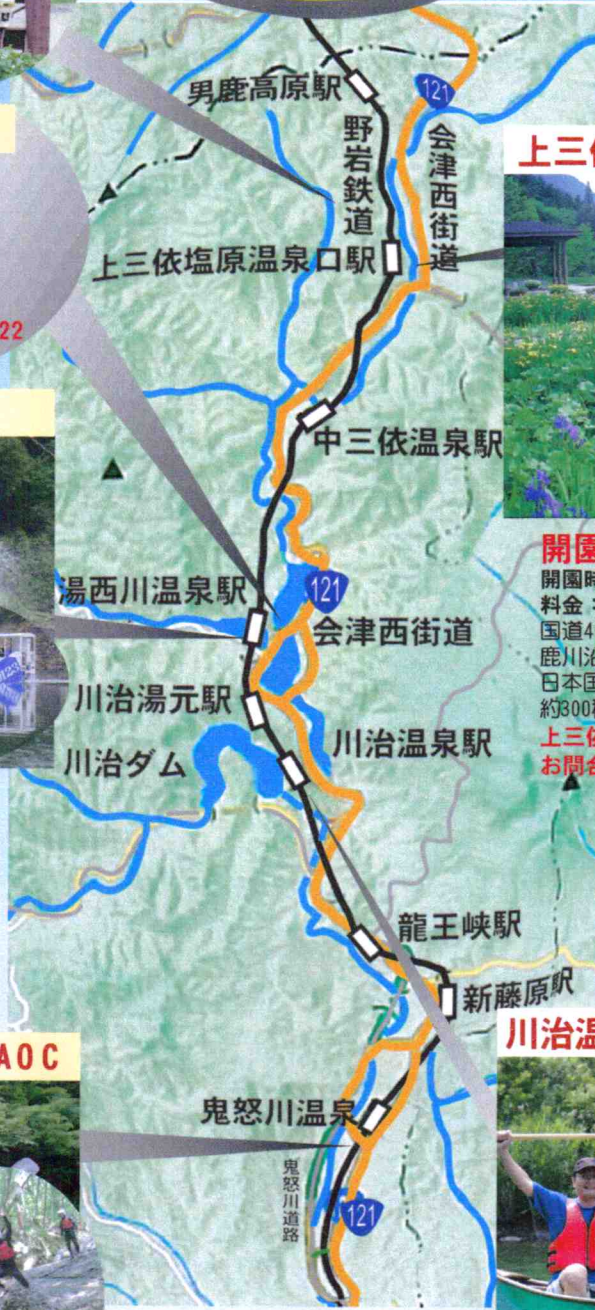 男鹿高原駅
121
野岩鉄道
会津西街道
上三依
上三依塩原温泉口駅
22
中三依温泉駅
開園
開園時
料金:
国道4
鹿川治
日本国
約300種
上三依
お問合
湯西川温泉駅
121
会津西街道
川治湯元駅
川治温泉駅
川治ダム
龍王峡駅
新藤原駅
AOC
川治温
鬼怒川温泉
鬼怒川道路
121